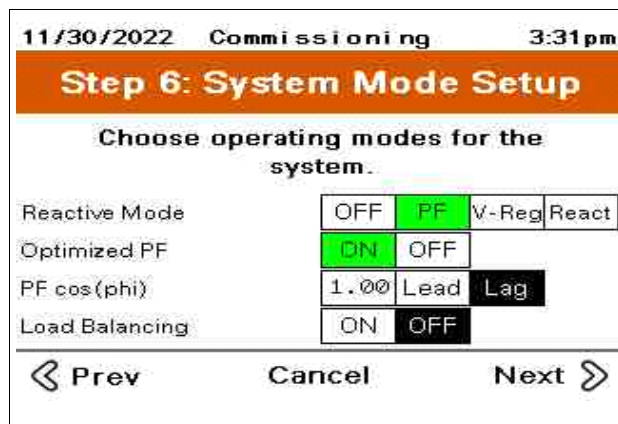 11/30/2022 Commissioning 3:31pm
Step 6: System Mode Setup
Choose operating modes for the
system.
Reactive Mode OFF PF V-Reg React
Optimized PF ON OFF
PF cos(phi) 1.00 Lead Lag
Load Balancing ON OFF
Prev Cancel Next